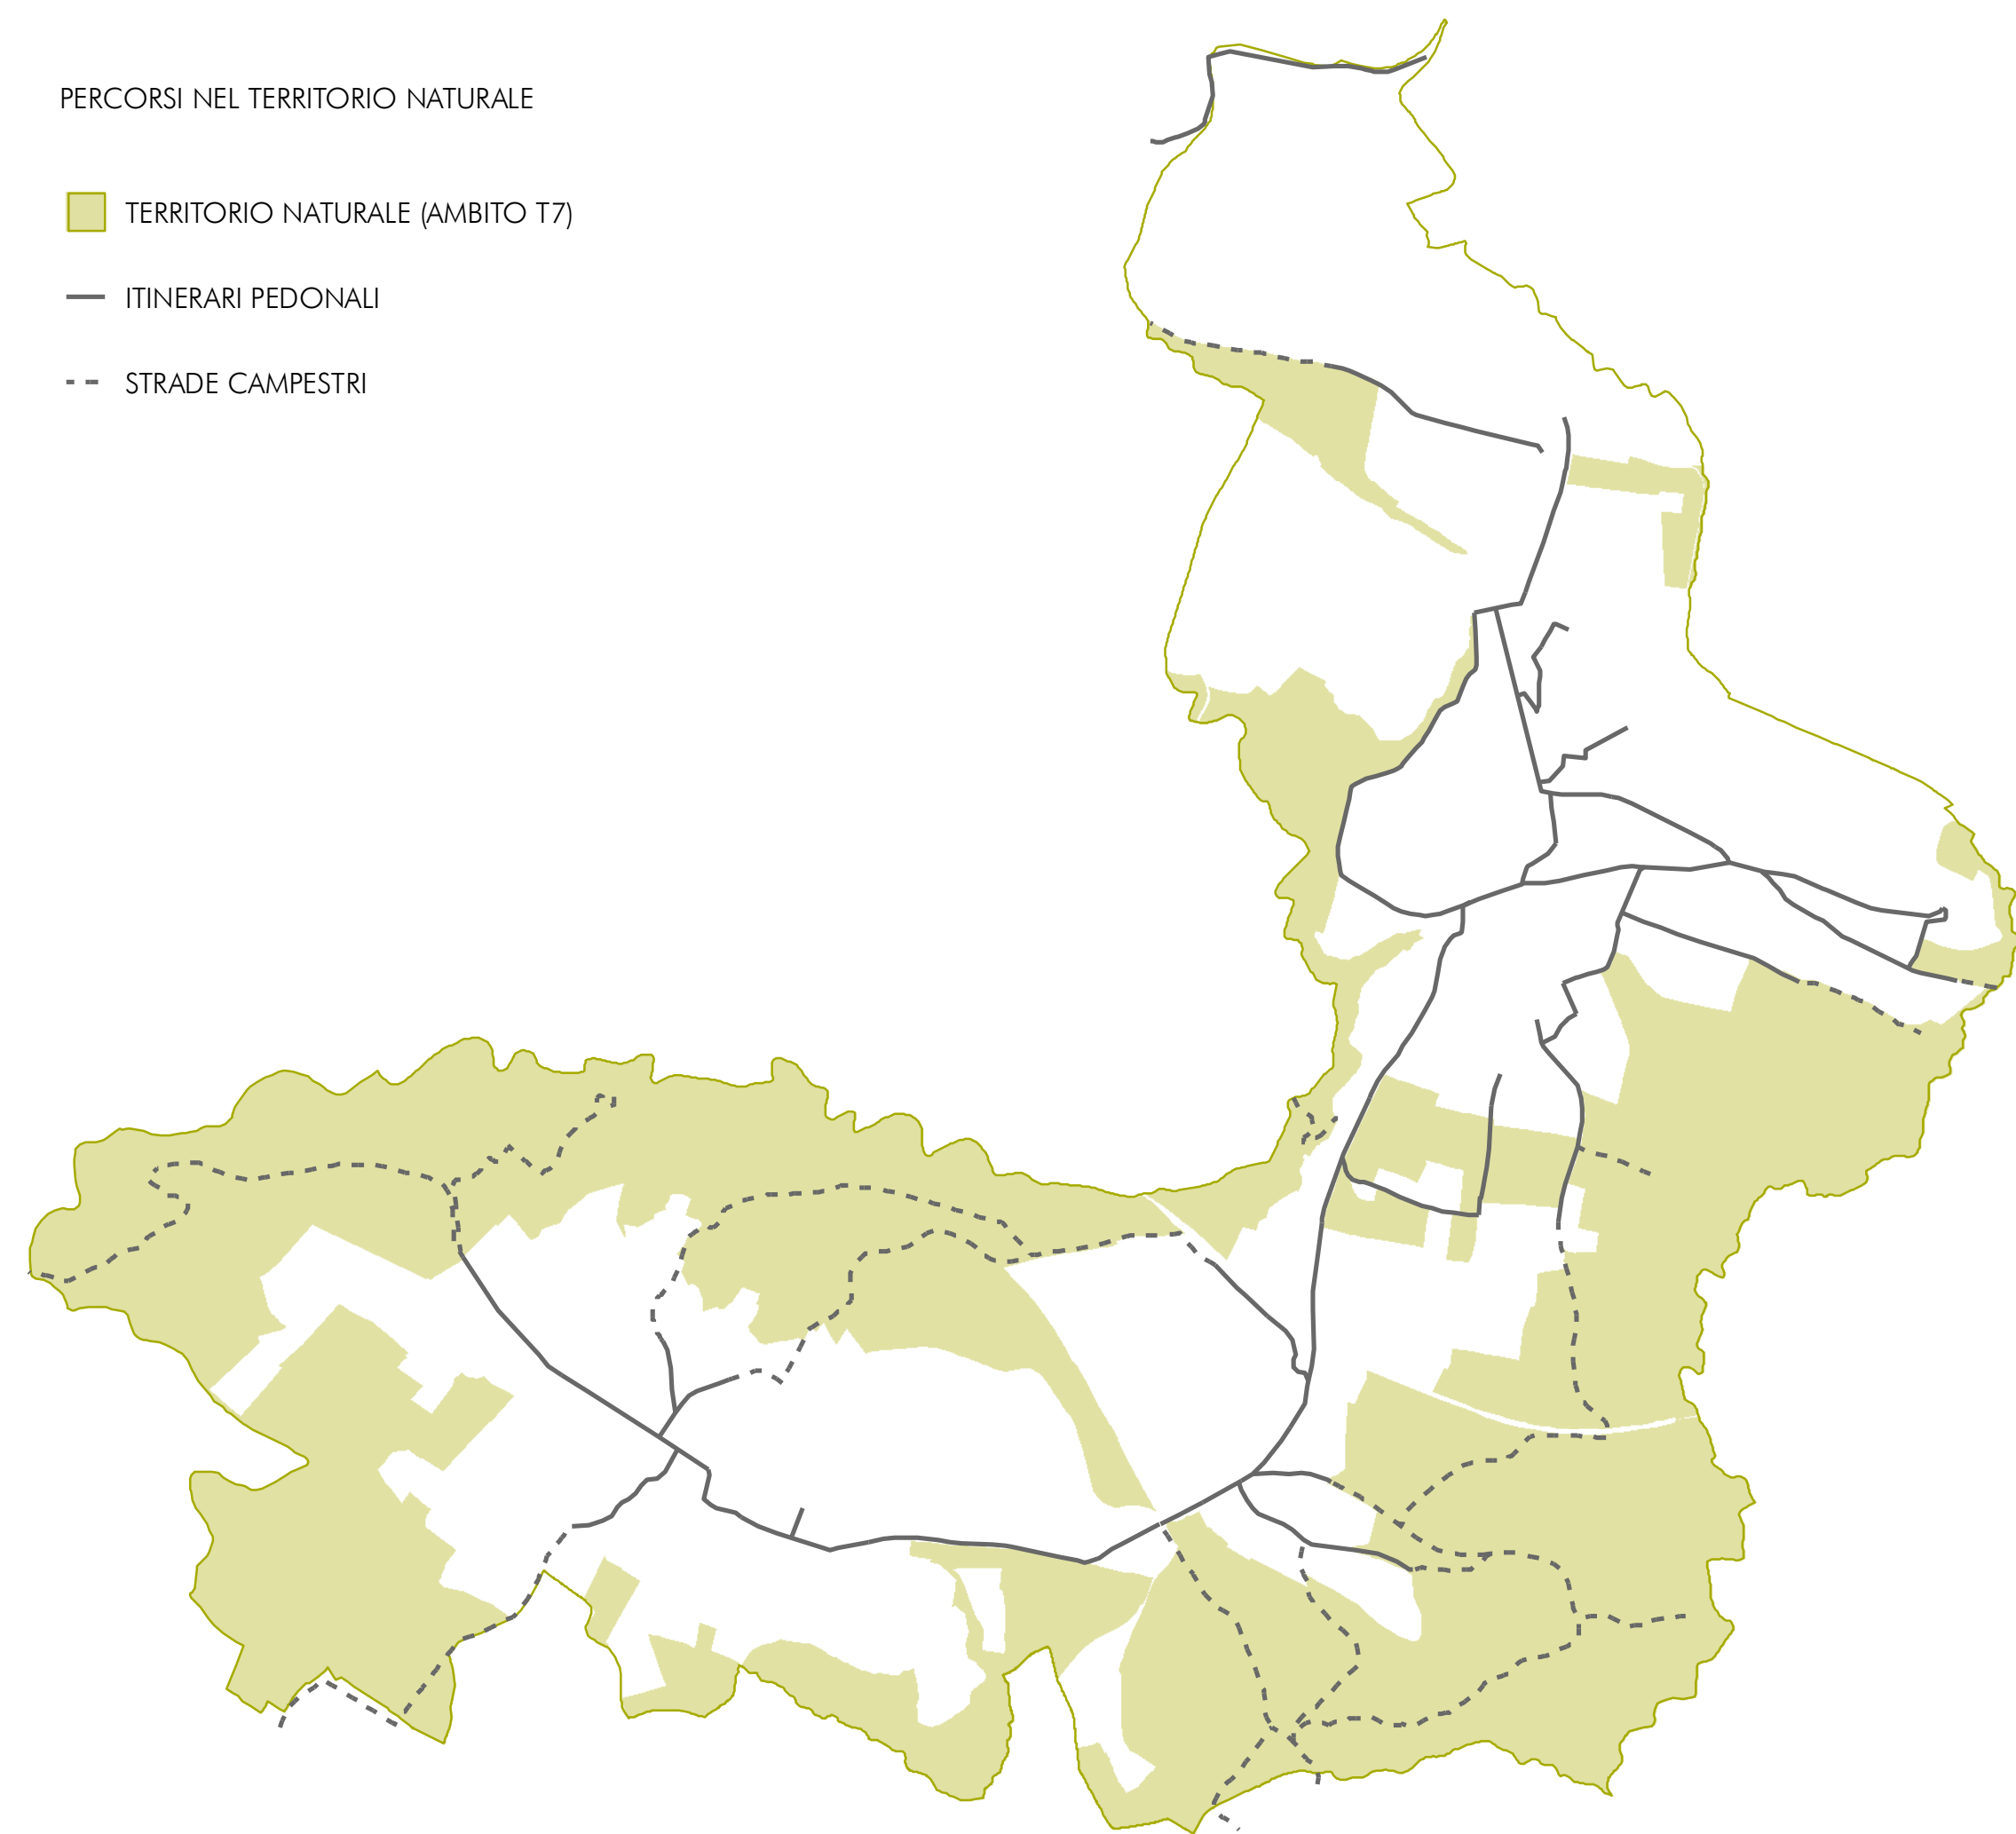 PERCORSI NEL TERRITORIO NATURALE
TERRITORIO NATURALE (AMBITO T7)
ITINERARI PEDONALI
STRADE CAMPESTRI